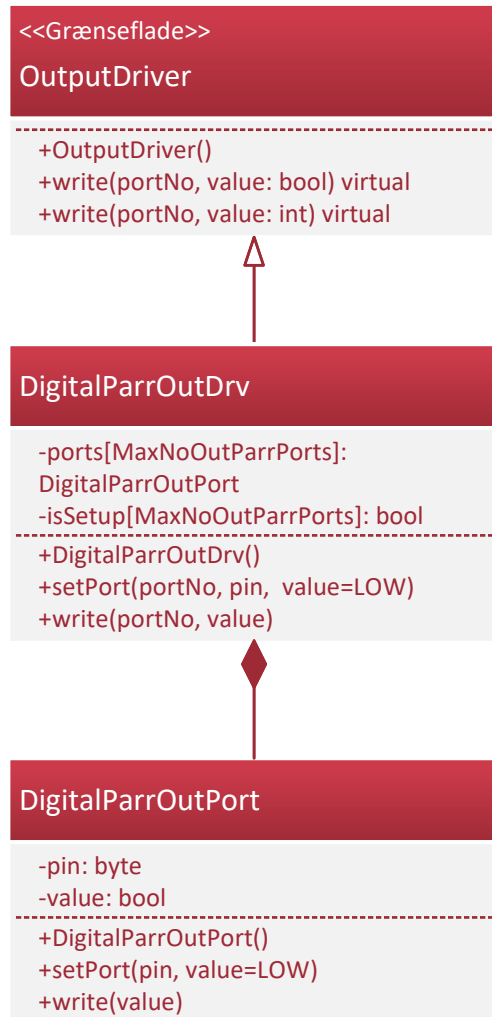 <<Grænseflade>>
OutputDriver
+OutputDriver()
+write(portNo, value: bool) virtual
+write(portNo, value: int) virtual
DigitalParrOutDrv
-ports[MaxNoOutParrPorts]:
DigitalParrOutPort
-isSetup[MaxNoOutParrPorts]: bool
+DigitalParrOutDrv()
+setPort(portNo, pin,  value=LOW)
+write(portNo, value)
DigitalParrOutPort
-pin: byte
-value: bool
+DigitalParrOutPort()
+setPort(pin, value=LOW)
+write(value)